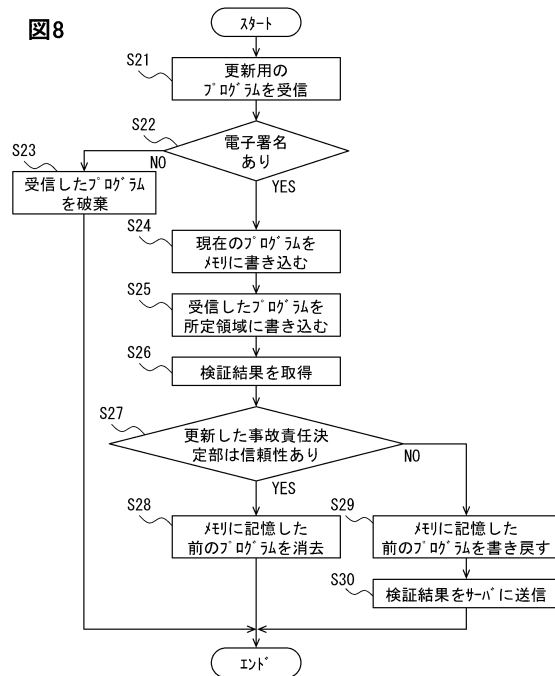 図8
ｽﾀｰﾄ
S21
更新用の
ﾌﾟﾛｸﾞﾗﾑを受信
S22
電子署名
あり
NO
YES
S23
受信したﾌﾟﾛｸﾞﾗﾑ
を破棄
S24
現在のﾌﾟﾛｸﾞﾗﾑを
ﾒﾓﾘに書き込む
S25
受信したﾌﾟﾛｸﾞﾗﾑを
所定領域に書き込む
S26
検証結果を取得
S27
更新した事故責任決
定部は信頼性あり
NO
YES
S28
ﾒﾓﾘに記憶した
前のﾌﾟﾛｸﾞﾗﾑを消去
S29
ﾒﾓﾘに記憶した
前のﾌﾟﾛｸﾞﾗﾑを書き戻す
S30
検証結果をｻｰﾊﾞに送信
ｴﾝﾄﾞ